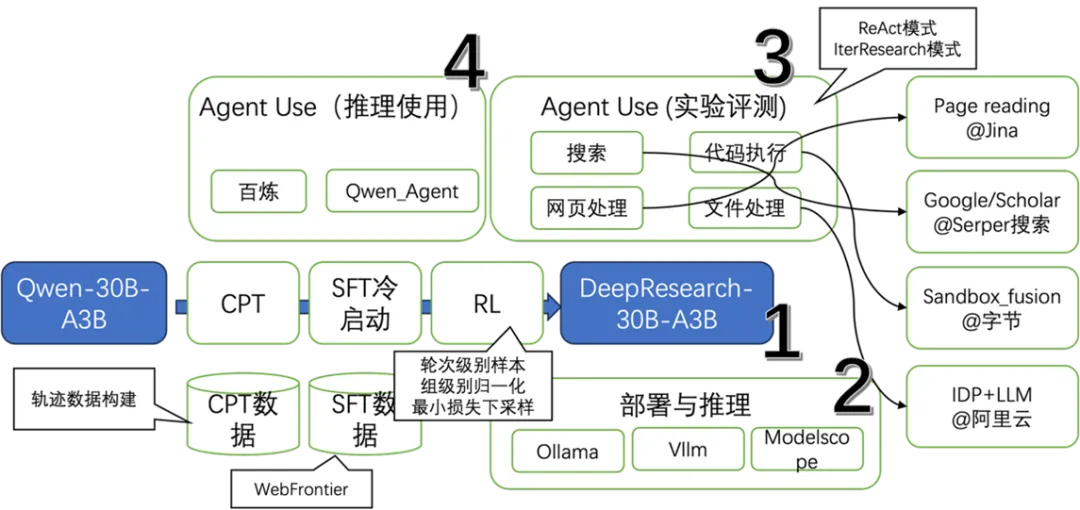 ReAct模式
IterResearch模式
4
3
Agent Use（推理使用）
百炼
Qwen_Agent
Agent Use (实验评测)
搜索
代码执行
网页处理
文件处理
Page reading
@Jina
Google/Scholar
@Serper搜索
Sandbox_fusion
@字节
IDP+LLM
@阿里云
Qwen-30B-
A3B
CPT
SFT冷
启动
RL
DeepResearch-
30B-A3B
1
轮次级别样本
组级别归一化
最小损失下采样
轨迹数据构建
CPT数
据
SFT数
据
WebFrontier
2
部署与推理
Ollama
Vllm
Modelsco
pe